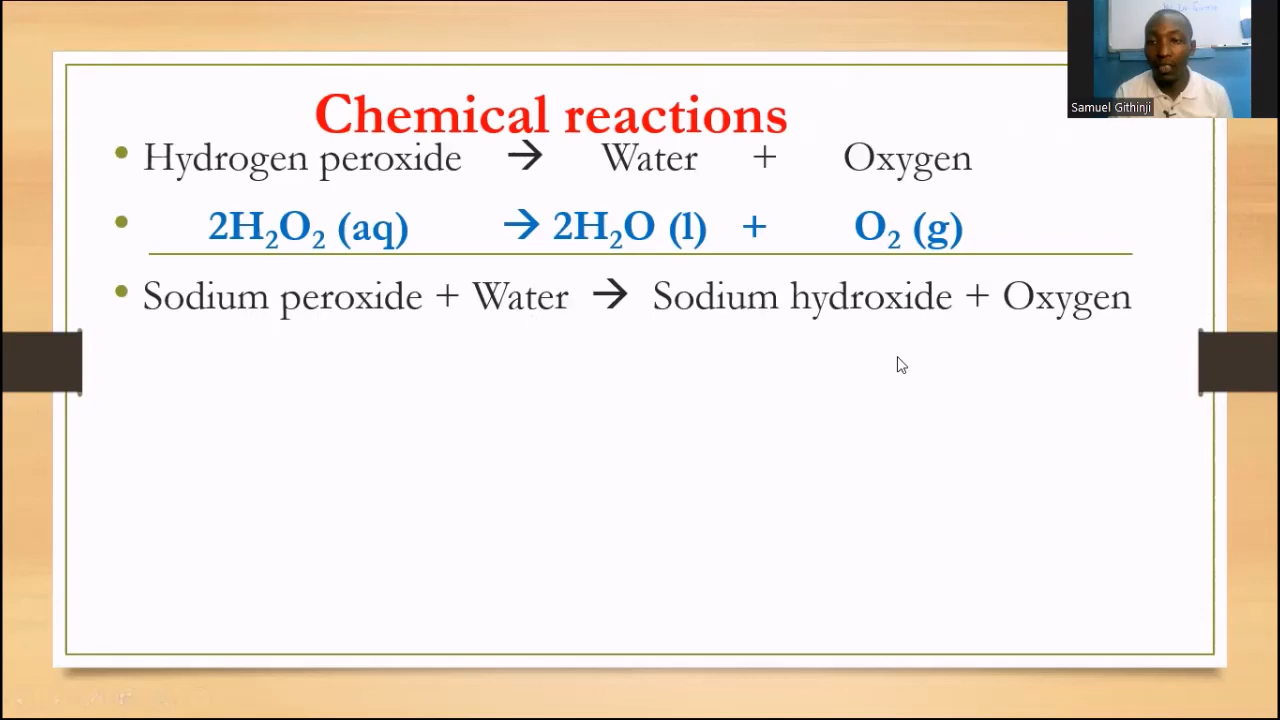 Chemical reactions
• Hydrogen peroxide → Water + Oxygen
• 2H₂O₂ (aq) → 2H₂O (l) + O₂ (g)
• Sodium peroxide + Water → Sodium hydroxide + Oxygen
Samuel Githinji